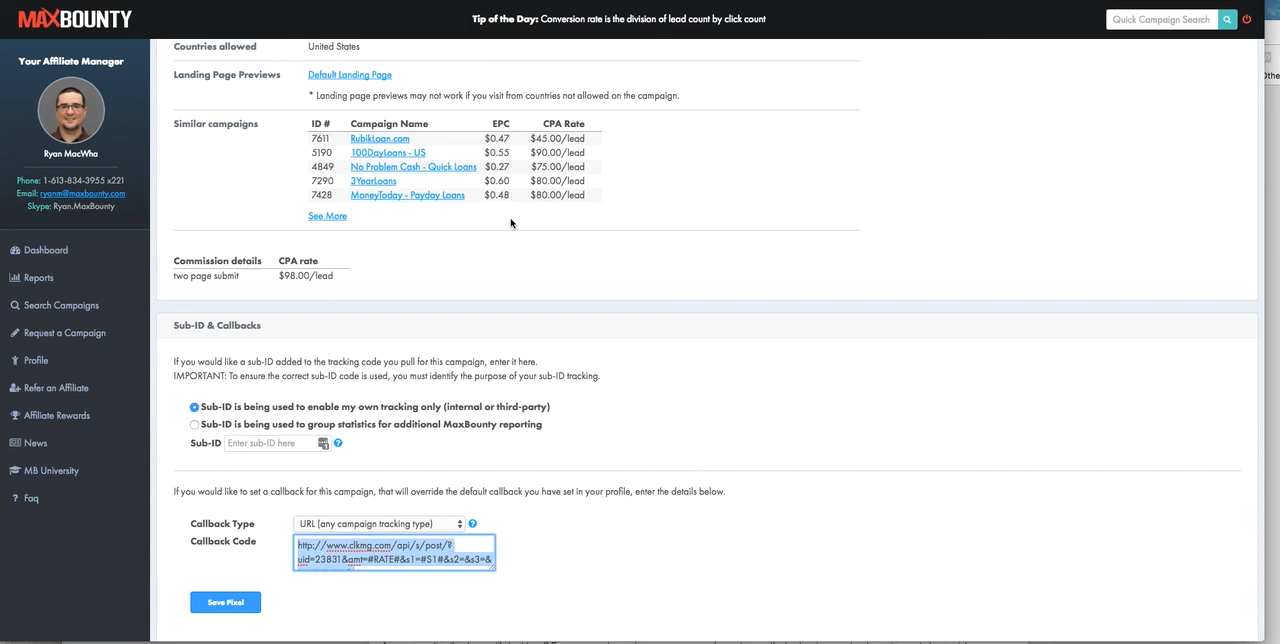 MAXBOUNTY
Tip of the Day: Conversion rate is the division of lead count by click count
Quick Campaign Search
Your Affiliate Manager
Ryan MacWha
Phone: 1-613-834-3955 x221
Email: ryanm@maxbounty.com
Skype: Ryan.MaxBounty
Dashboard
Reports
Search Campaigns
Request a Campaign
Profile
Refer an Affiliate
Affiliate Rewards
News
MB University
? Faq
Countries allowed United States
Landing Page Previews Default Landing Page
* Landing page previews may not work if you visit from countries not allowed on the campaign.
Similar campaigns ID # Campaign Name EPC CPA Rate
7611 RubikLoan.com $0.47 $45.00/lead
5190 100DayLoans - US $0.55 $90.00/lead
4849 No Problem Cash - Quick Loans $0.27 $75.00/lead
7290 3YearLoans $0.60 $80.00/lead
7428 MoneyToday - Payday Loans $0.48 $80.00/lead
See More
Commission details CPA rate
two page submit $98.00/lead
Sub-ID & Callbacks
If you would like a sub-ID added to the tracking code you pull for this campaign, enter it here.
IMPORTANT: To ensure the correct sub-ID code is used, you must identify the purpose of your sub-ID tracking.
Sub-ID is being used to enable my own tracking only (internal or third-party)
Sub-ID is being used to group statistics for additional MaxBounty reporting
Sub-ID Enter sub-ID here ?
If you would like to set a callback for this campaign, that will override the default callback you have set in your profile, enter the details below.
Callback Type URL (any campaign tracking type) ?
Callback Code http://www.clkmg.com/api/s/post/?
uid=23831&amt=#RATE#&s1=#S1#&s2=&s3=&
Save Pixel